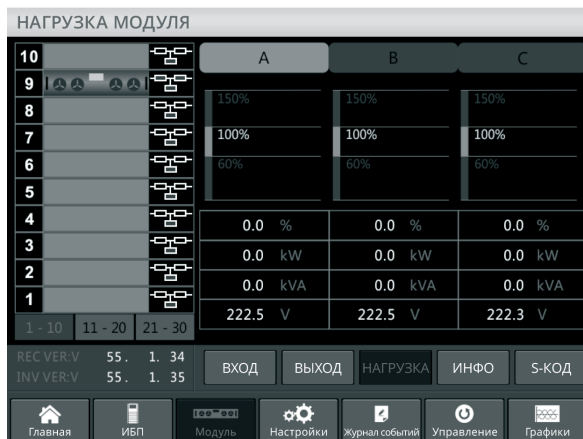 НАГРУЗКА МОДУЛЯ
10
9
8
7
6
5
4
3
2
1
1 - 10 11 - 20 21 - 30
A B C
150% 150% 150%
100% 100% 100%
60% 60% 60%
0.0 % 0.0 % 0.0 %
0.0 kW 0.0 kW 0.0 kW
0.0 kVA 0.0 kVA 0.0 kVA
222.5 V 222.5 V 222.3 V
REC VER:V 55. 1. 34
INV VER:V 55. 1. 35
ВХОД ВЫХОД НАГРУЗКА ИНФО S-КОД
Главная ИБП Модуль Настройки Журнал событий Управление Графики